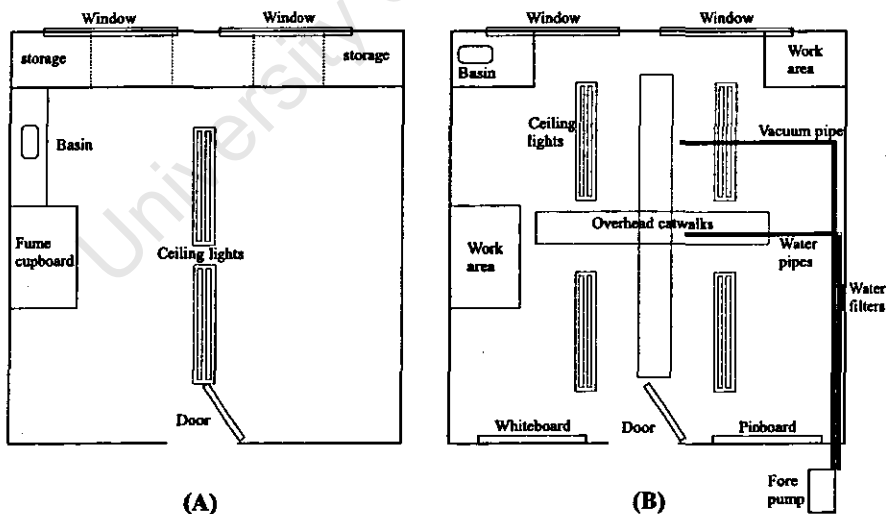 Window
Window
storage
storage
Basin
Fume
cupboard
Ceiling lights
Door
(A)
Window
Window
Basin
Work
area
Ceiling
lights
Vacuum pipe
Overhead catwalks
Work
area
Water
pipes
Water
filters
Whiteboard
Door
Pinboard
Fore
pump
(B)
University